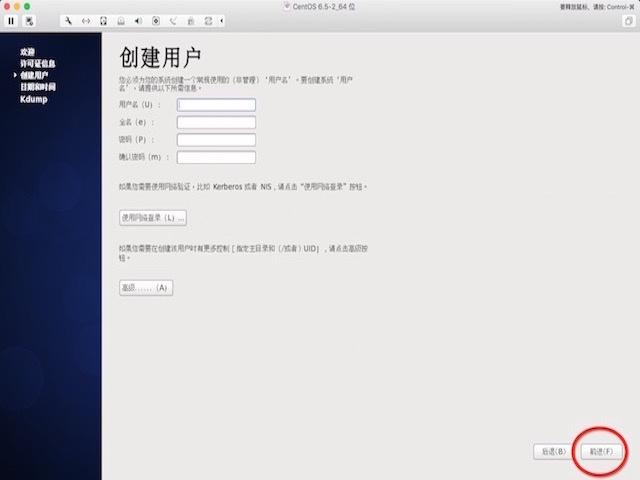 CentOS 6.5~2_64 位
要释放鼠标，请按: Control-⌘
欢迎
许可证信息
创建用户
日期和时间
Kdump
创建用户
您必须为您的系统创建一个常规使用的（非管理）‘用户名’。要创建系统‘用户
名’，请提供以下所需信息。
用户名（U）：
全名（e）：
密码（P）：
确认密码（m）：
如果您需要使用网络验证，比如 Kerberos 或者 NIS，请点击“使用网络登录”按钮。
使用网络登录（L）...
如果您需要在创建该用户时有更多控制 [ 指定主目录和（/或者）UID]，请点击高级按
钮。
高级......（A）
后退(B)
前进(F)